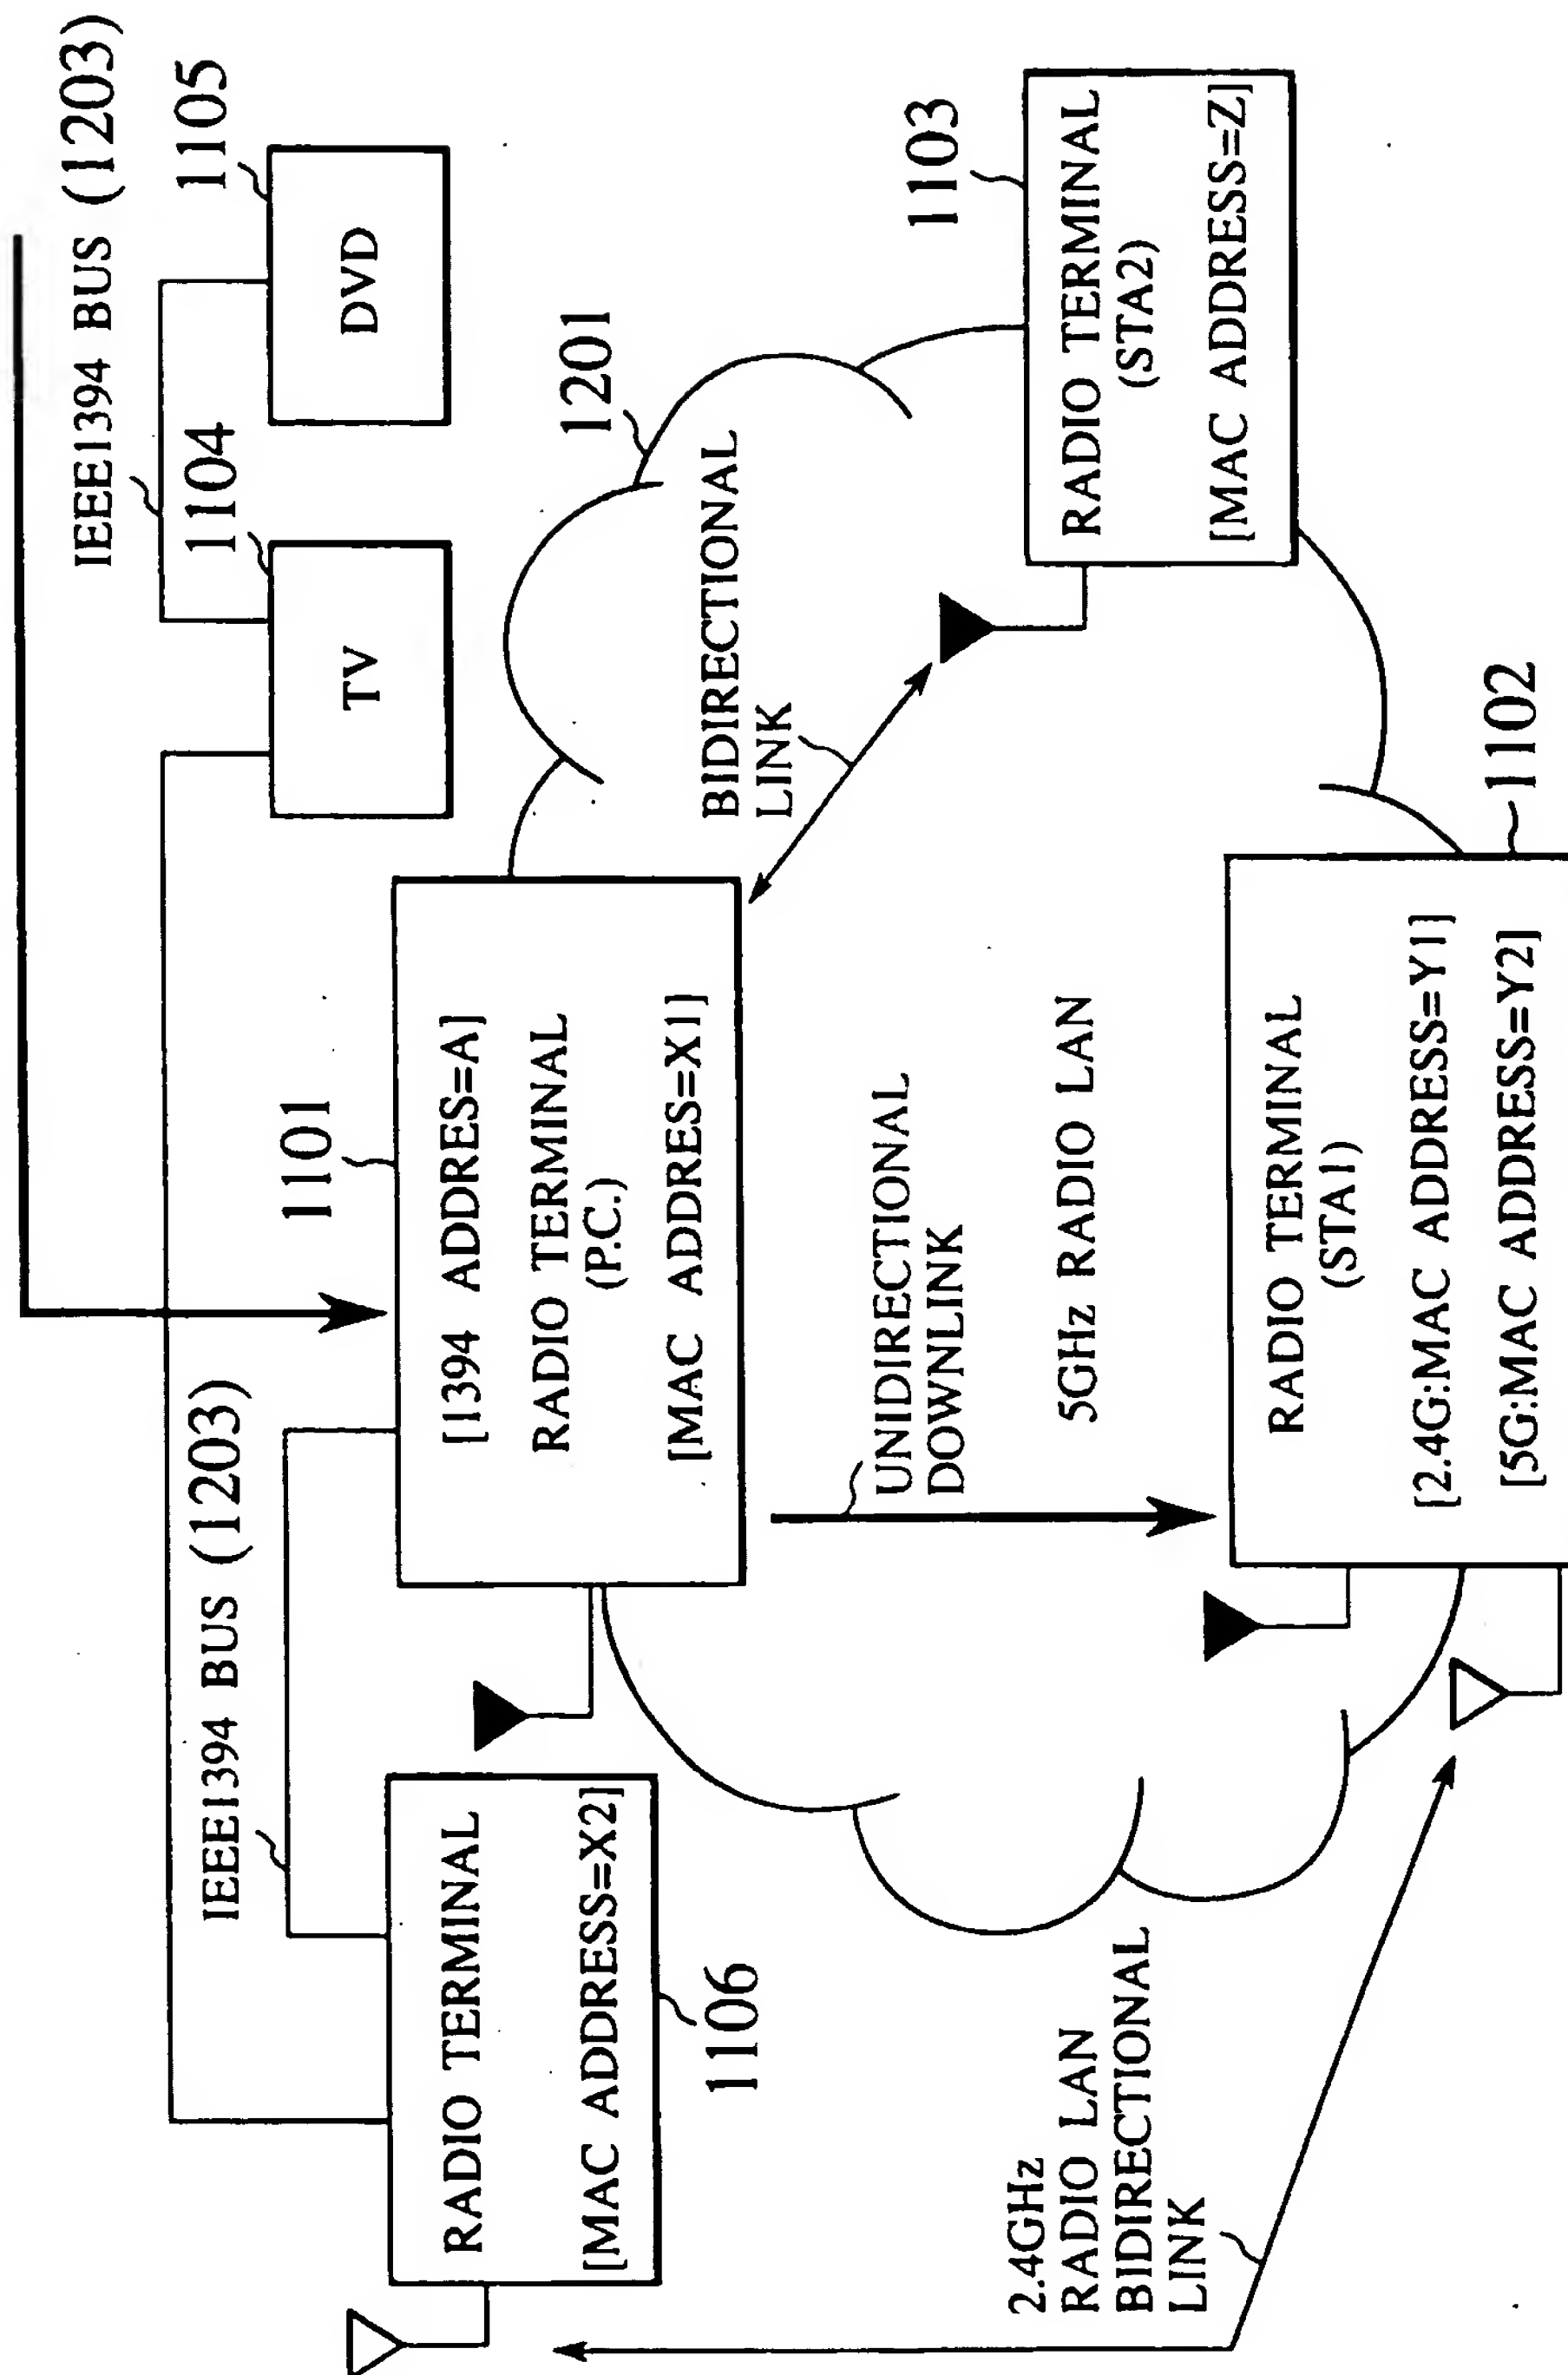 IEEE1394 BUS (1203)
1105
DVD
1104
TV
IEEE1394 BUS (1203)
1101
[1394 ADDRES=A]
RADIO TERMINAL
(P.C.)
[MAC ADDRES=X1]
RADIO TERMINAL
[MAC ADDRESS=X2]
1106
1201
BIDIRECTIONAL
LINK
1103
RADIO TERMINAL
(STA2)
[MAC ADDRESS=Z]
UNIDIRECTIONAL
DOWNLINK
5GHz RADIO LAN
2.4GHz
RADIO LAN
BIDIRECTIONAL
LINK
RADIO TERMINAL
(STA1)
[2.4G:MAC ADDRESS=Y1]
[5G:MAC ADDRESS=Y2]
1102